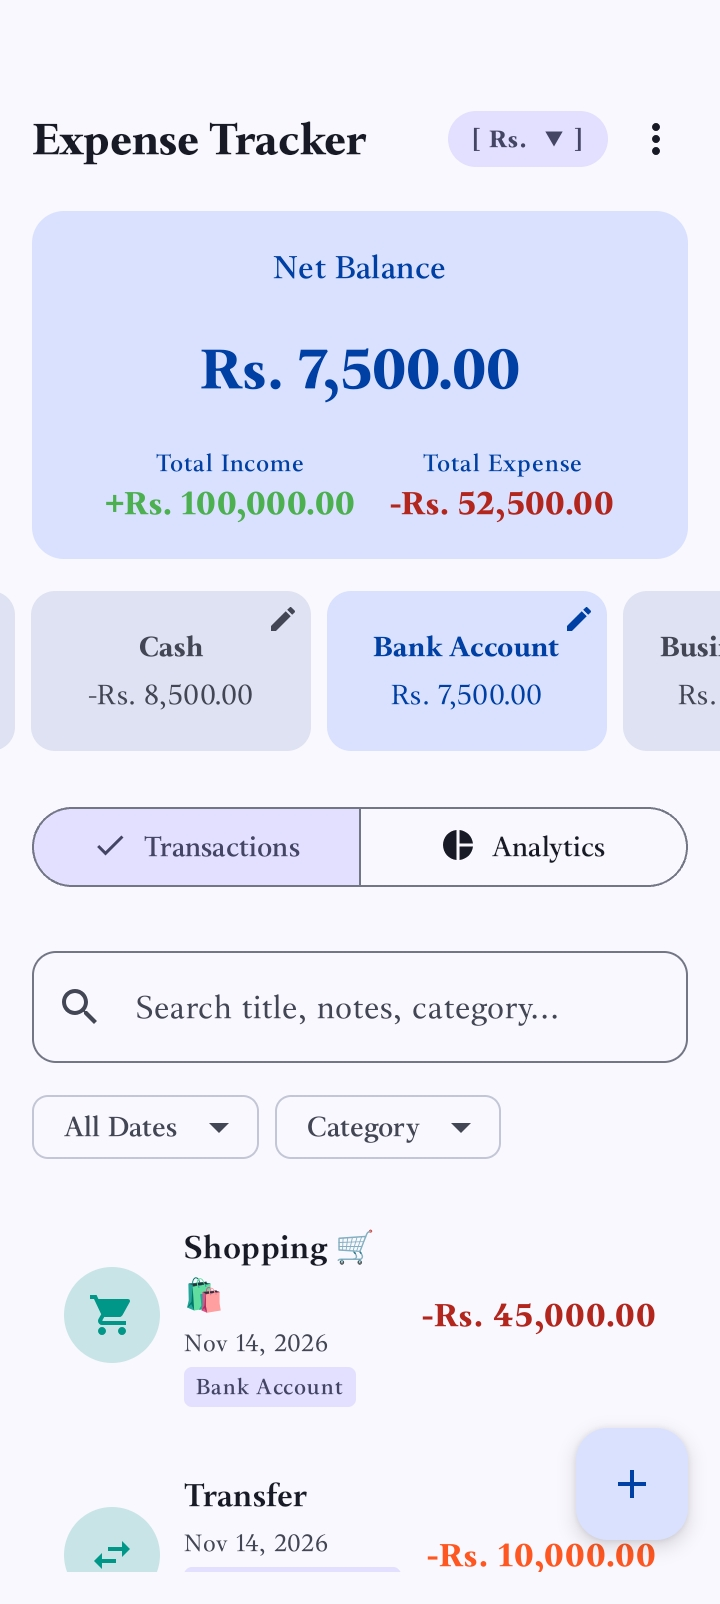 Expense Tracker
[ Rs. ▼ ]
Net Balance
Rs. 7,500.00
Total Income
Total Expense
+Rs. 100,000.00
-Rs. 52,500.00
Cash
-Rs. 8,500.00
Bank Account
Rs. 7,500.00
Busi
Rs.
Transactions
Analytics
Search title, notes, category...
All Dates
Category
Shopping 🛒
🛍️
Nov 14, 2026
Bank Account
-Rs. 45,000.00
Transfer
Nov 14, 2026
-Rs. 10,000.00